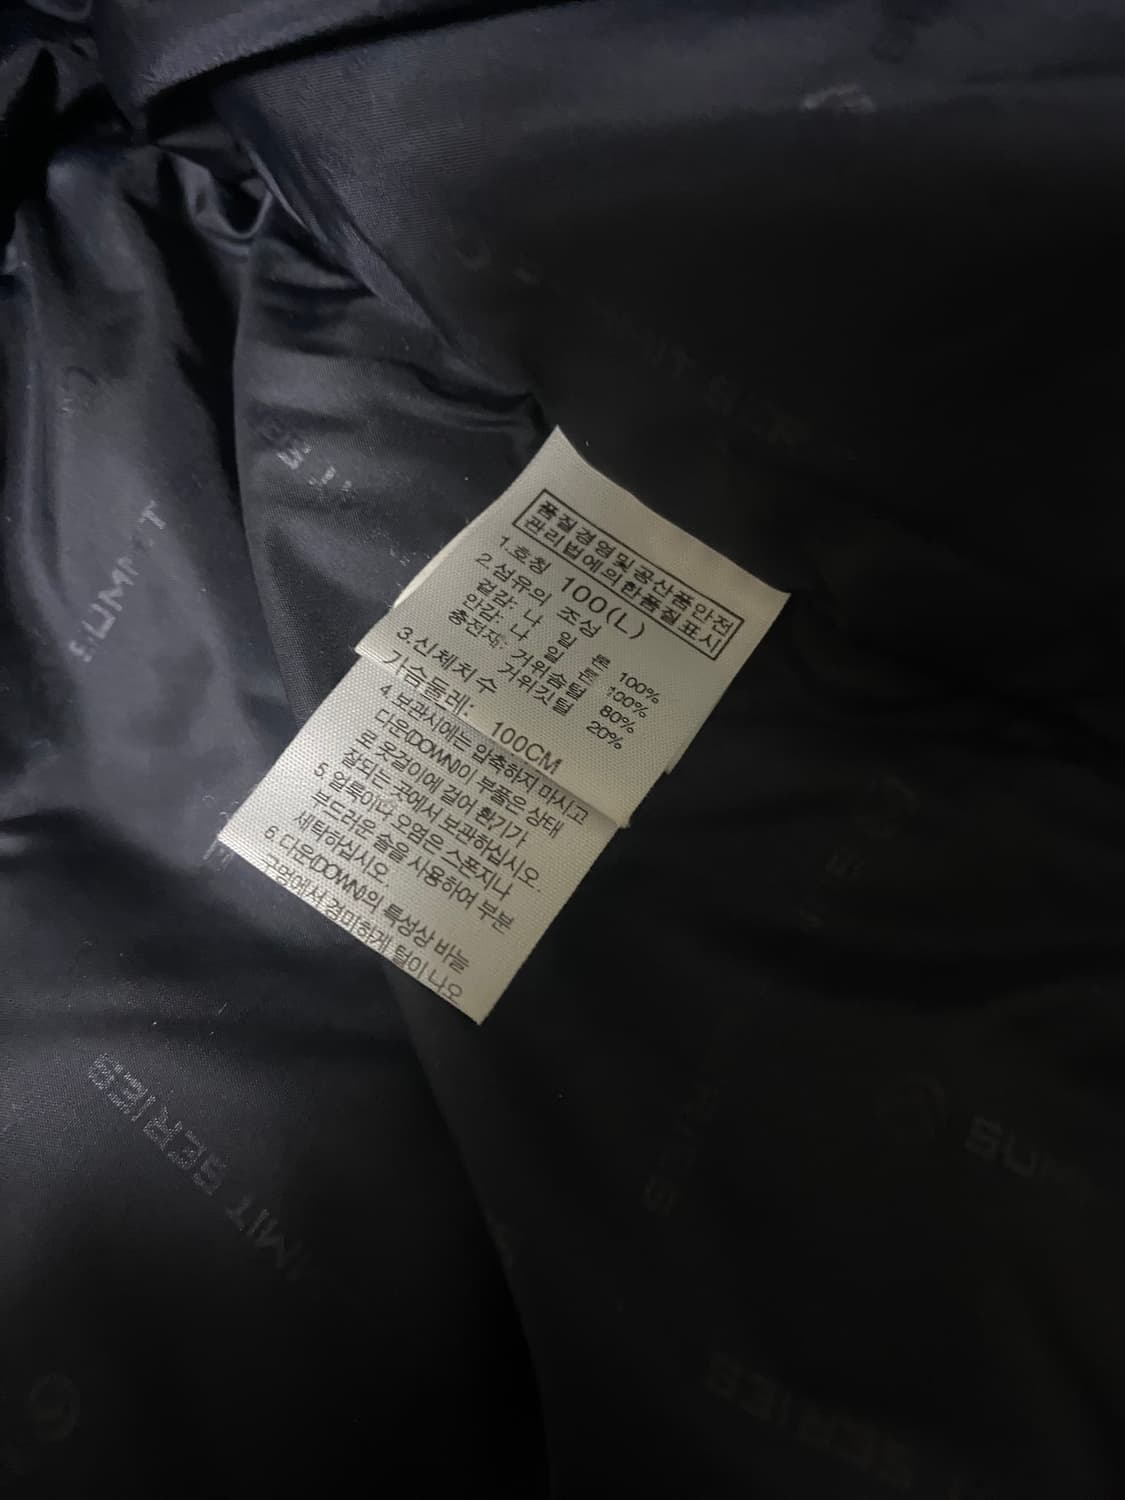 품질경영및공산품안전
관리법에의한품질표시
1.호칭 100(L)
2.섬유의 조성
겉감: 나 일 론 100%
안감: 나 일 론 100%
충전재: 거위솜털 80%
거위깃털 20%
3.신체치수
가슴둘레: 100CM
4.보관시에는 압축하지 마시고
다운(DOWN)이 부풀은 상태
로 옷걸이에 걸어 환기가
잘되는 곳에서 보관하십시오.
5.얼룩이나 오염은 스폰지나
부드러운 솔을 사용하여 부분
세탁하십시오.
6.다운(DOWN)의 특성상 바늘
구멍에서 경미하게 털이 나오
SUMMIT
SUMMIT SERIES